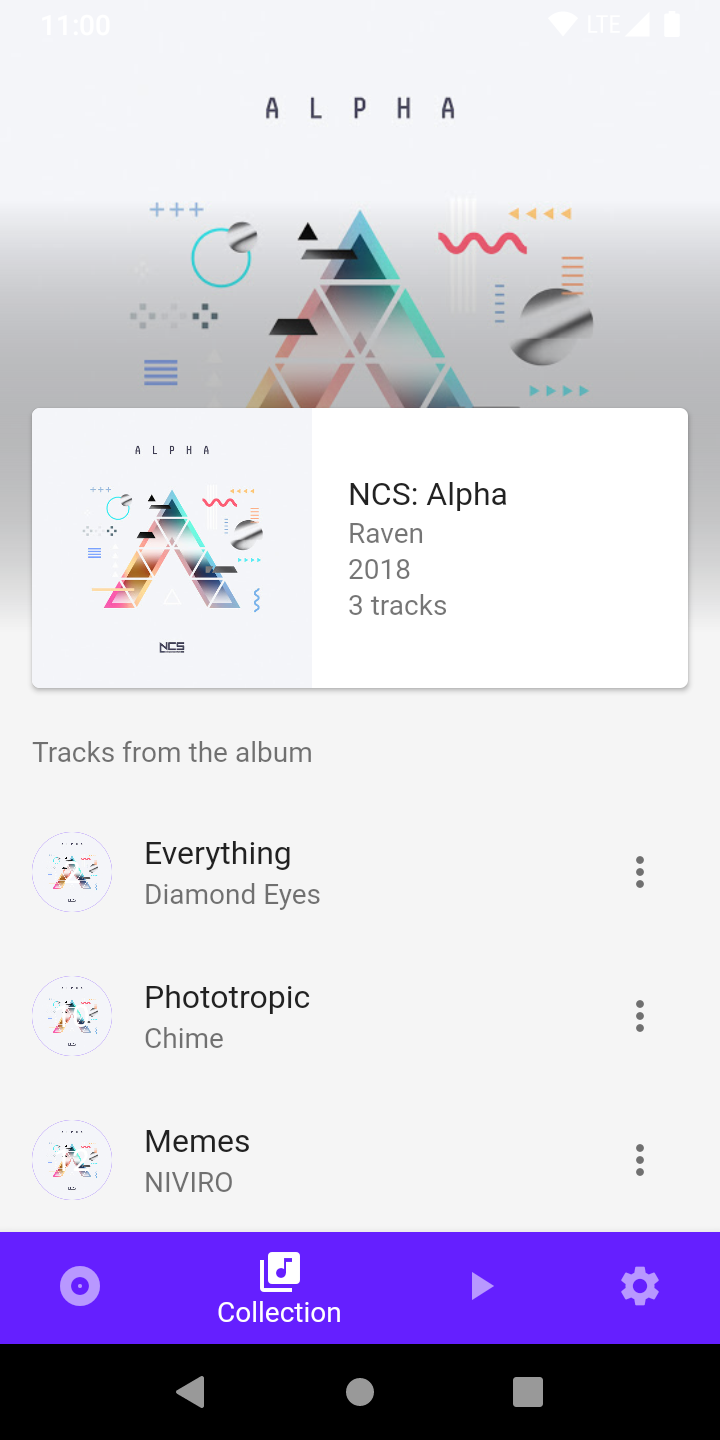 11:00
LTE
A L P H A
A L P H A
NCS
NCS: Alpha
Raven
2018
3 tracks
Tracks from the album
Everything
Diamond Eyes
Phototropic
Chime
Memes
NIVIRO
Collection